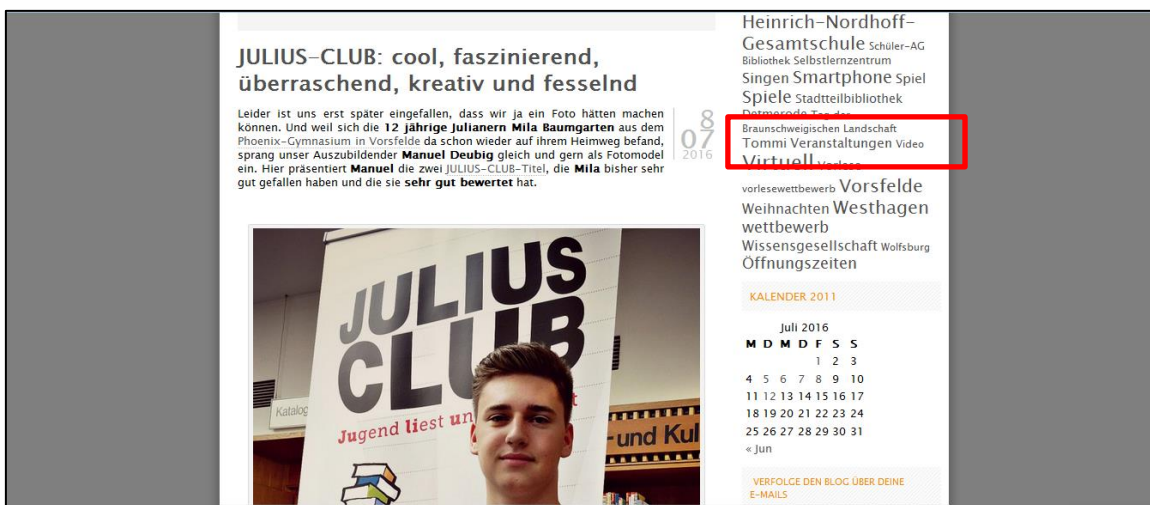 JULIUS-CLUB: cool, faszinierend,
überraschend, kreativ und fesselnd
Leider ist uns erst später eingefallen, dass wir ja ein Foto hätten machen
können. Und weil sich die 12 jährige Julianern Mila Baumgarten aus dem
Phoenix-Gymnasium in Vorsfelde da schon wieder auf ihrem Heimweg befand,
sprang unser Auszubildender Manuel Deubig gleich und gern als Fotomodel
ein. Hier präsentiert Manuel die zwei JULIUS-CLUB-Titel, die Mila bisher sehr
gut gefallen haben und die sie sehr gut bewertet hat.
8
07
2016
JULIUS
CLUB
Jugend liest un t
Katalog
-und Kul
Heinrich-Nordhoff-
Gesamtschule Schüler-AG
Bibliothek Selbstlernzentrum
Singen Smartphone Spiel
Spiele Stadtteilbibliothek
Detmerode Tag der
Braunschweigischen Landschaft
Tommi Veranstaltungen Video
Virtuell Vorlese
vorlesewettbewerb Vorsfelde
Weihnachten Westhagen
wettbewerb
Wissensgesellschaft Wolfsburg
Öffnungszeiten
KALENDER 2011
Juli 2016
M D M D F S S
1 2 3
4 5 6 7 8 9 10
11 12 13 14 15 16 17
18 19 20 21 22 23 24
25 26 27 28 29 30 31
« Jun
VERFOLGE DEN BLOG ÜBER DEINE
E-MAILS